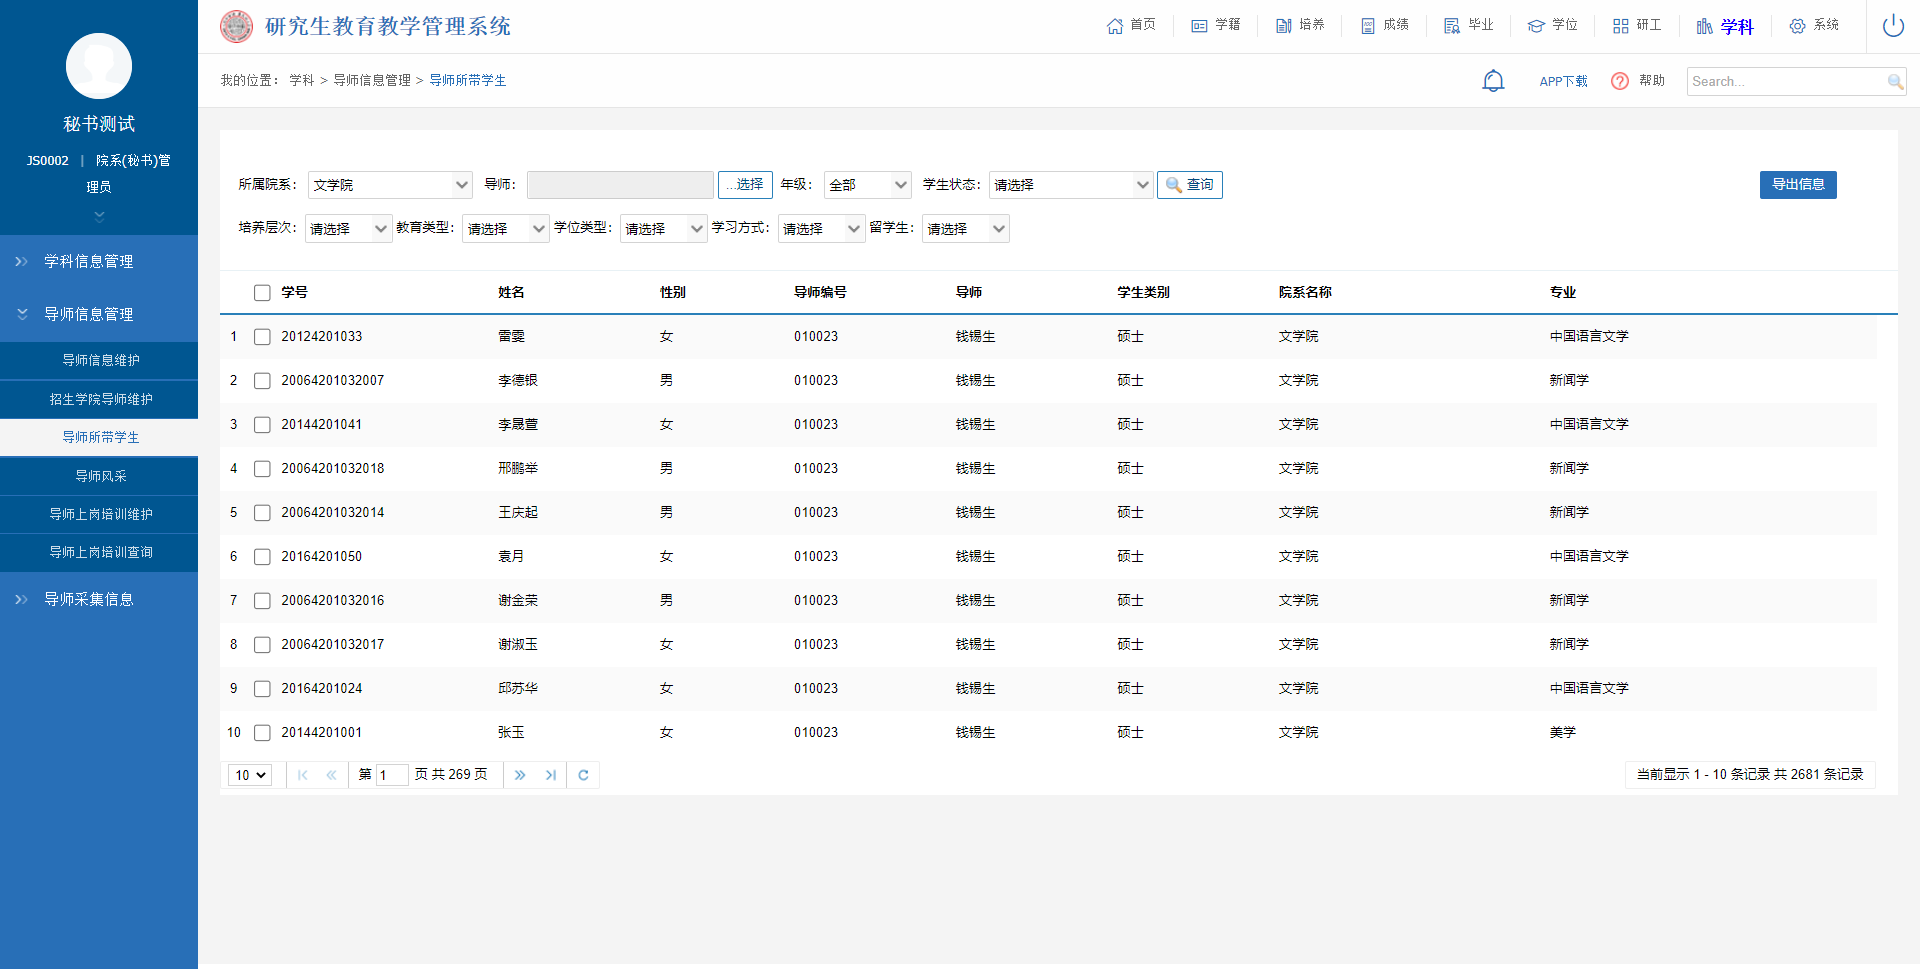 研究生教育教学管理系统
首页 学籍 培养 成绩 毕业 学位 研工 学科 系统
秘书测试
JS0002 | 院系(秘书)管
理员
我的位置： 学科 > 导师信息管理 > 导师所带学生
APP下载 帮助 Search...
学科信息管理
导师信息管理
导师信息维护
招生学院导师维护
导师所带学生
导师风采
导师上岗培训维护
导师上岗培训查询
导师采集信息
所属院系： 文学院 导师： ...选择 年级： 全部 学生状态： 请选择 查询 导出信息
培养层次： 请选择 教育类型： 请选择 学位类型： 请选择 学习方式： 请选择 留学生： 请选择
学号 姓名 性别 导师编号 导师 学生类别 院系名称 专业
1 20124201033 雷雯 女 010023 钱锡生 硕士 文学院 中国语言文学
2 20064201032007 李德银 男 010023 钱锡生 硕士 文学院 新闻学
3 20144201041 李晟萱 女 010023 钱锡生 硕士 文学院 中国语言文学
4 20064201032018 邢鹏举 男 010023 钱锡生 硕士 文学院 新闻学
5 20064201032014 王庆起 男 010023 钱锡生 硕士 文学院 新闻学
6 20164201050 袁月 女 010023 钱锡生 硕士 文学院 中国语言文学
7 20064201032016 谢金荣 男 010023 钱锡生 硕士 文学院 新闻学
8 20064201032017 谢淑玉 女 010023 钱锡生 硕士 文学院 新闻学
9 20164201024 邱苏华 女 010023 钱锡生 硕士 文学院 中国语言文学
10 20144201001 张玉 女 010023 钱锡生 硕士 文学院 美学
10 第 1 页 共 269 页 当前显示 1 - 10 条记录 共 2681 条记录